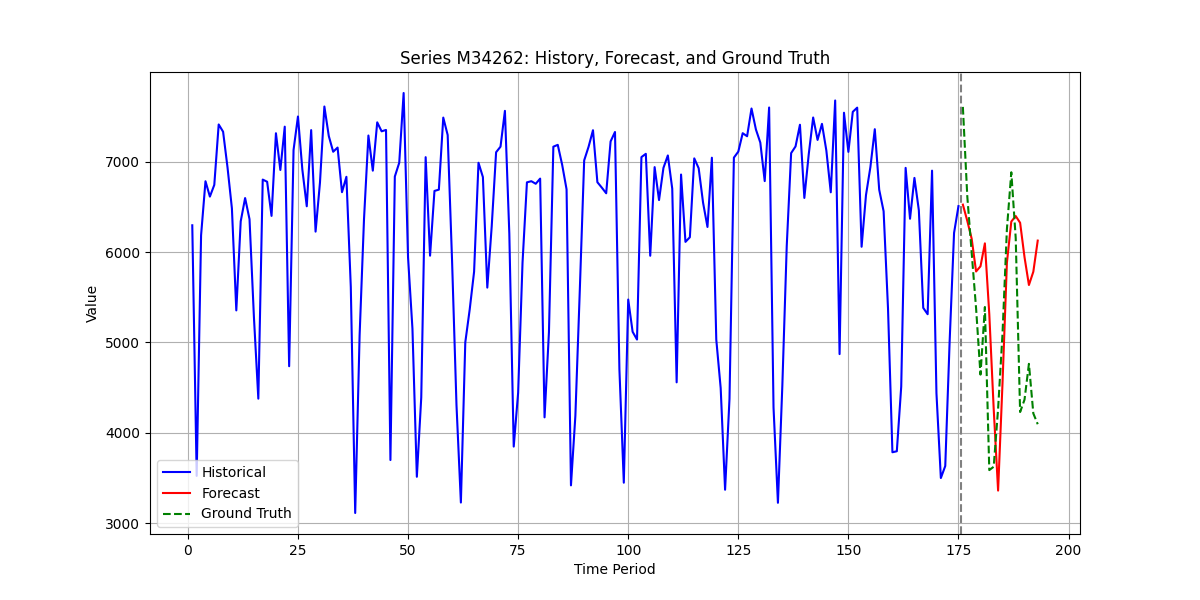 Series M34262: History, Forecast, and Ground Truth
Value
7000
6000
5000
4000
3000
Historical
Forecast
Ground Truth
0 25 50 75 100 125 150 175 200
Time Period